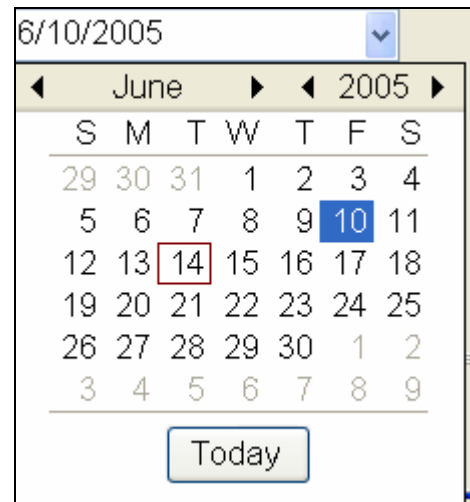 6/10/2005
June 2005
S M T W T F S
29 30 31 1 2 3 4
5 6 7 8 9 10 11
12 13 14 15 16 17 18
19 20 21 22 23 24 25
26 27 28 29 30 1 2
3 4 5 6 7 8 9
Today